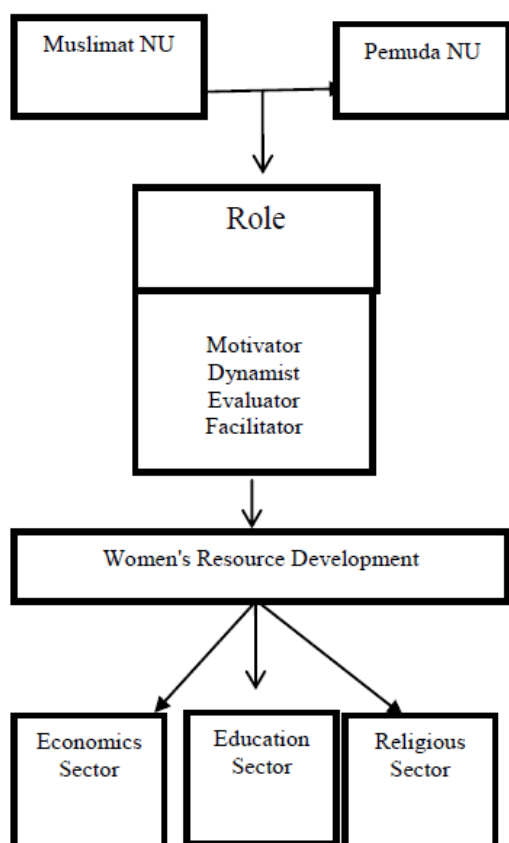 Muslimat NU
Pemuda NU
Role
Motivator
Dynamist
Evaluator
Facilitator
Women's Resource Development
Economics
Sector
Education
Sector
Religious
Sector